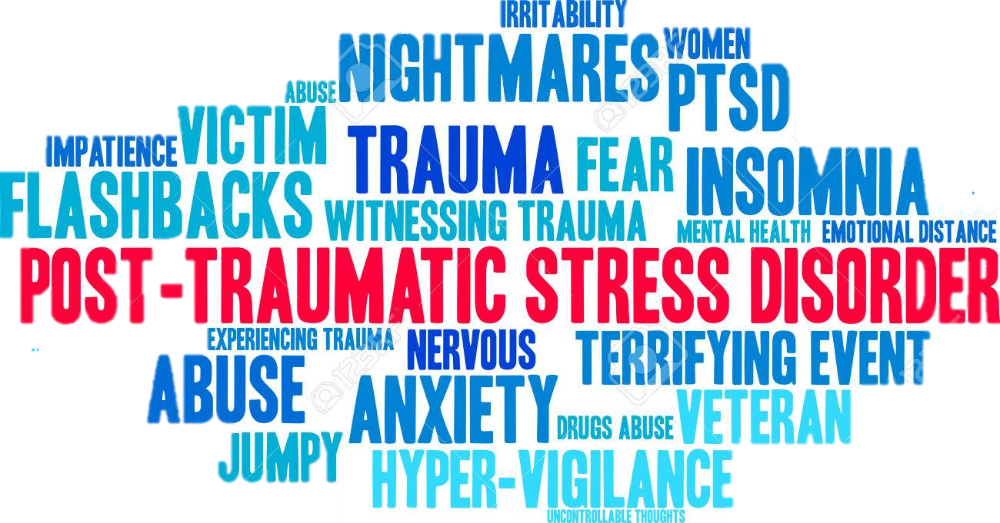 IRRITABILITY
NIGHTMARES
WOMEN
PTSD
ABUSE
VICTIM
IMPATIENCE
TRAUMA
FEAR
INSOMNIA
FLASHBACKS
WITNESSING TRAUMA
MENTAL HEALTH
EMOTIONAL DISTANCE
POST-TRAUMATIC STRESS DISORDER
EXPERIENCING TRAUMA
NERVOUS
TERRIFYING EVENT
ABUSE
ANXIETY
VETERAN
DRUGS ABUSE
JUMPY
HYPER-VIGILANCE
UNCONTROLLABLE THOUGHTS